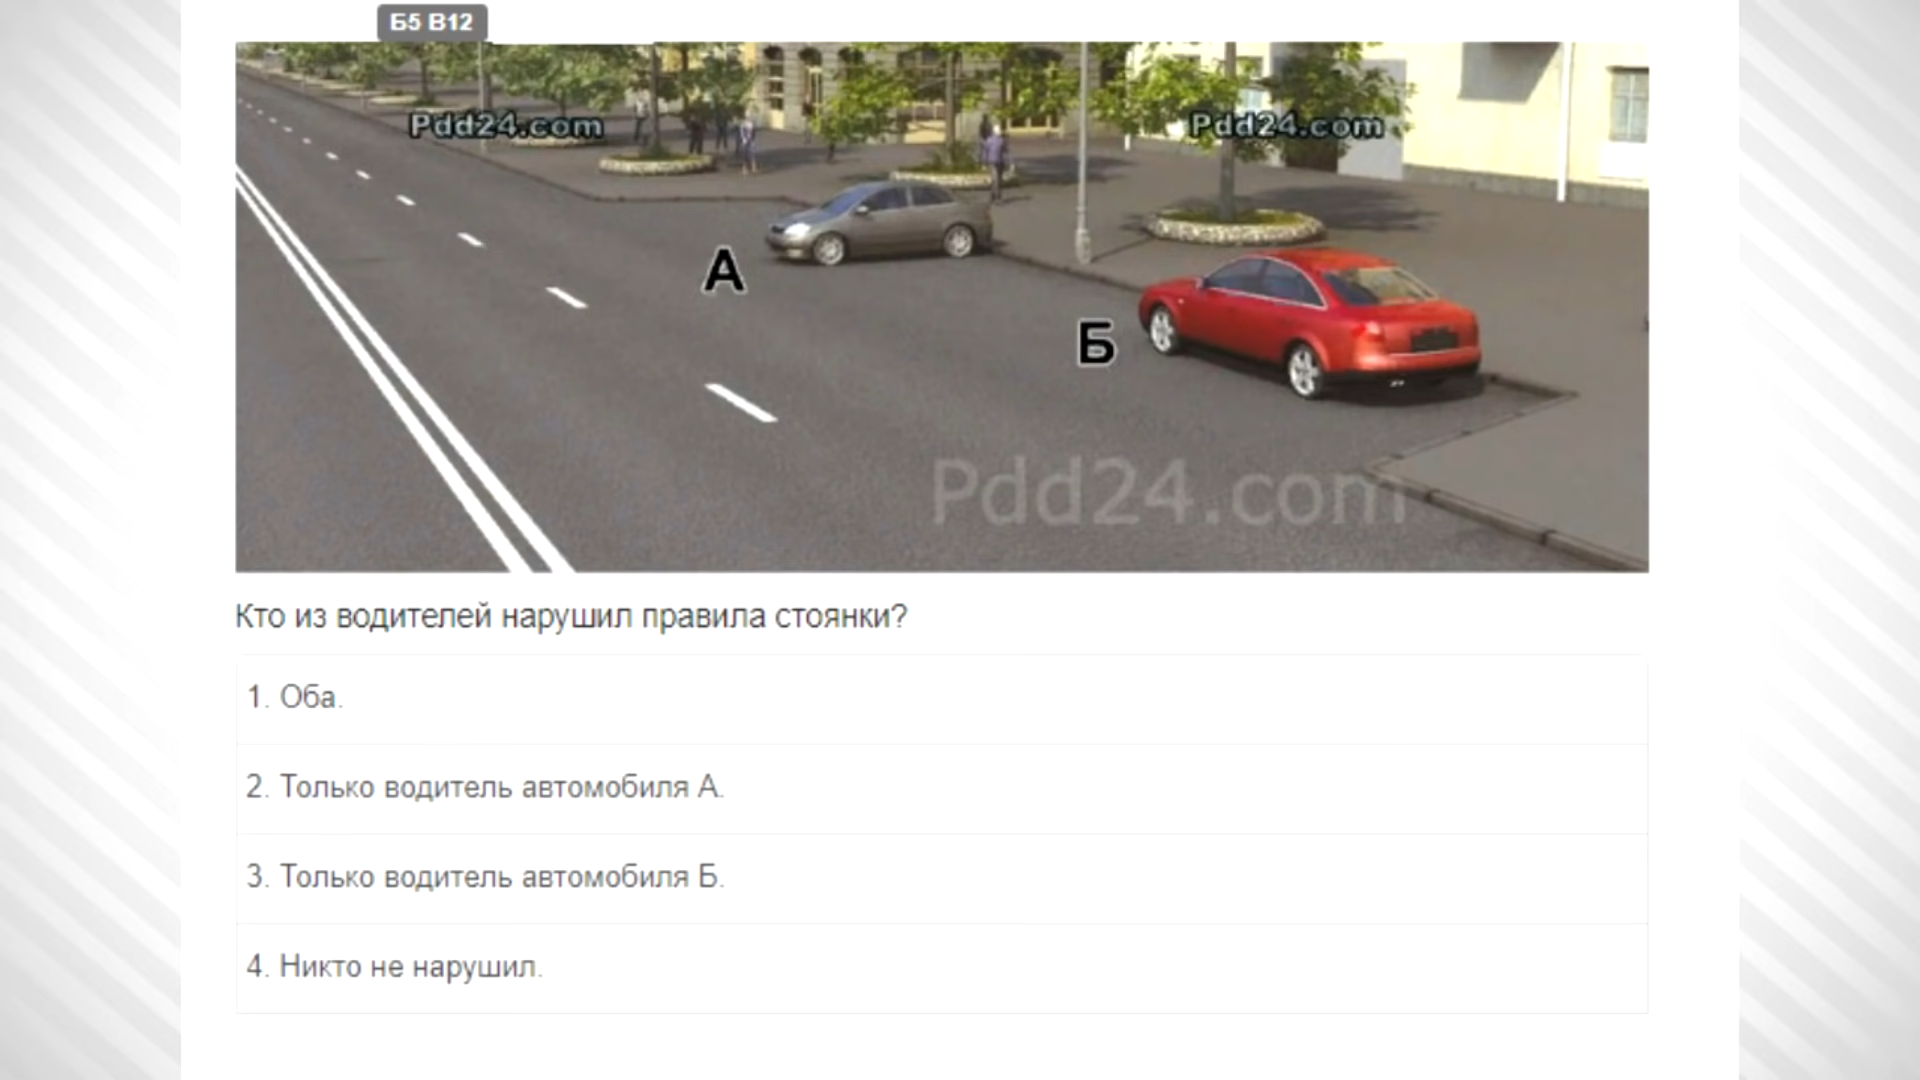 Б5 В12
Pdd24.com
Pdd24.com
А
Б
Pdd24.com
Кто из водителей нарушил правила стоянки?
1. Оба.
2. Только водитель автомобиля А.
3. Только водитель автомобиля Б.
4. Никто не нарушил.